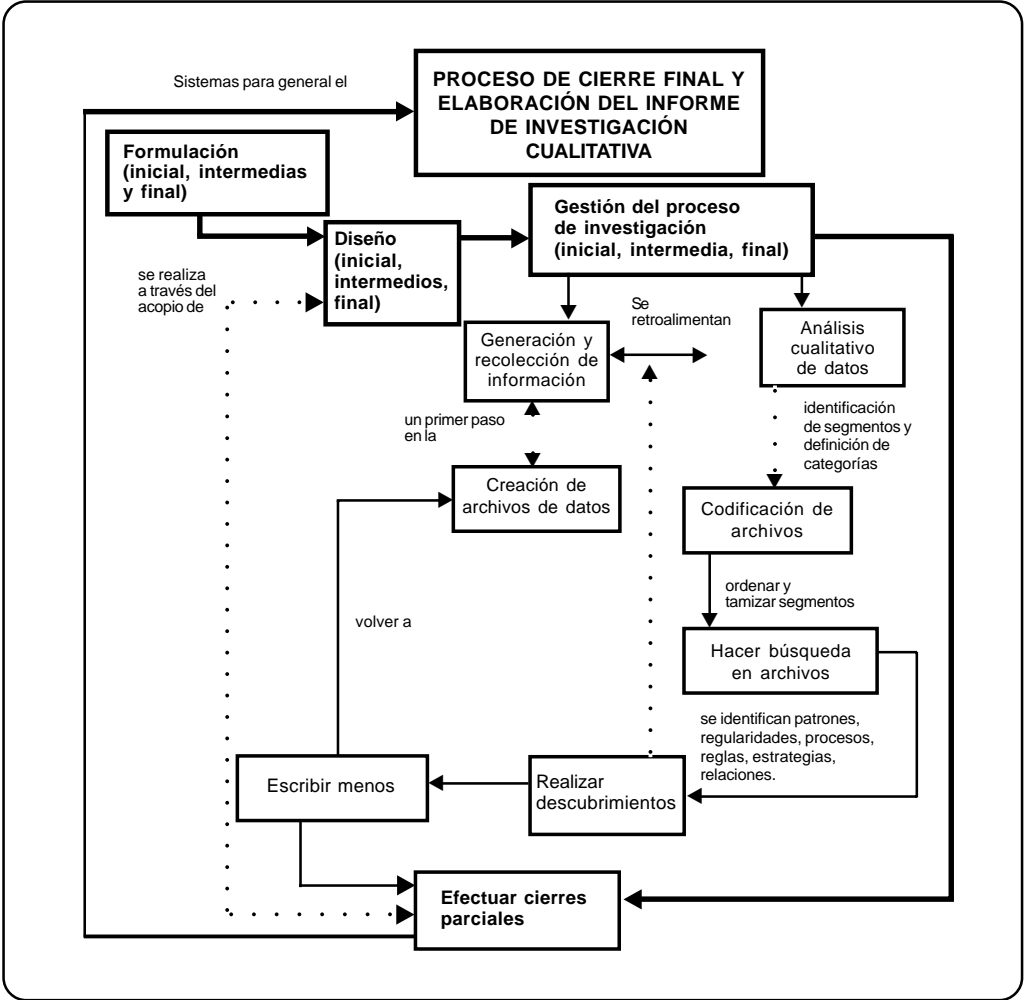 Sistemas para general el
PROCESO DE CIERRE FINAL Y
ELABORACIÓN DEL INFORME
DE INVESTIGACIÓN
CUALITATIVA
Formulación
(inicial, intermedias
y final)
Diseño
(inicial,
intermedios,
final)
Gestión del proceso
de investigación
(inicial, intermedia, final)
se realiza
a través del
acopio de
Se
retroalimentan
Generación y
recolección de
información
Análisis
cualitativo
de datos
un primer paso
en la
identificación
de segmentos y
definición de
categorías
Creación de
archivos de datos
Codificación de
archivos
ordenar y
tamizar segmentos
volver a
Hacer búsqueda
en archivos
se identifican patrones,
regularidades, procesos,
reglas, estrategias,
relaciones.
Escribir menos
Realizar
descubrimientos
Efectuar cierres
parciales